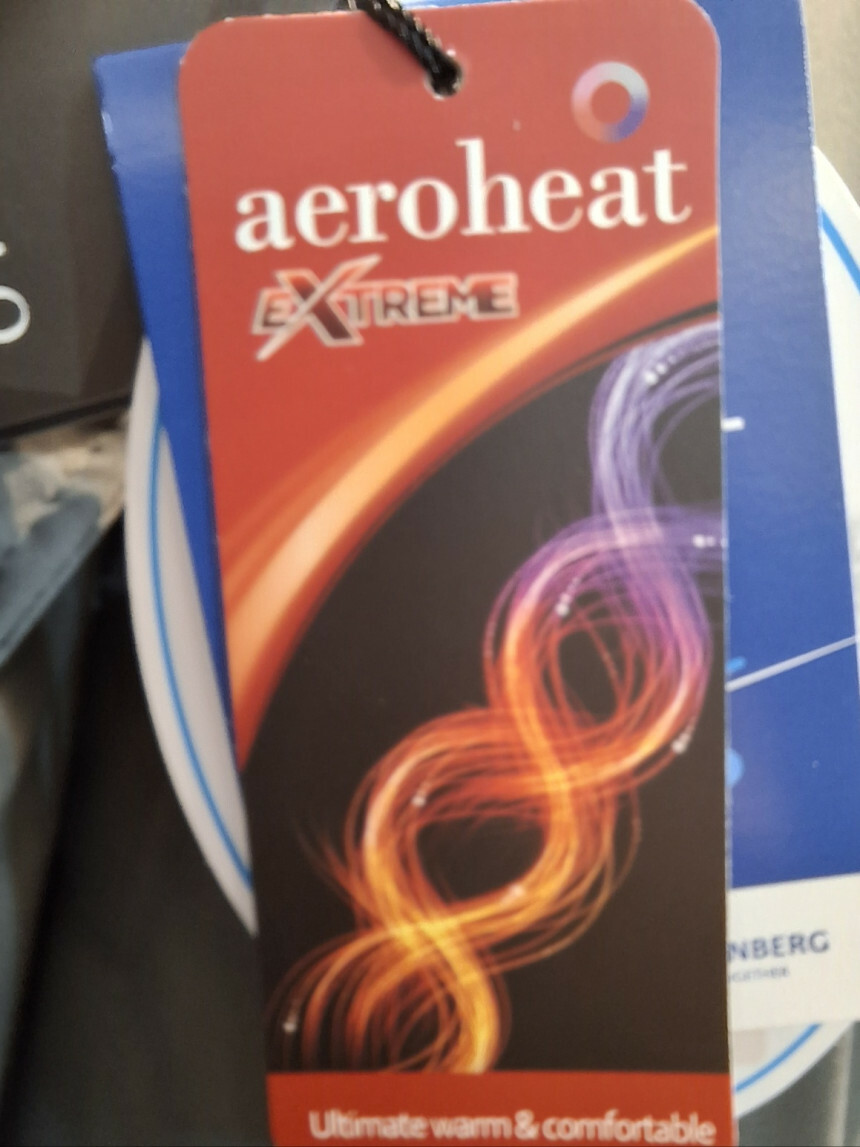 aeroheat
EXTREME
NBERG
Ultimate warm & comfortable